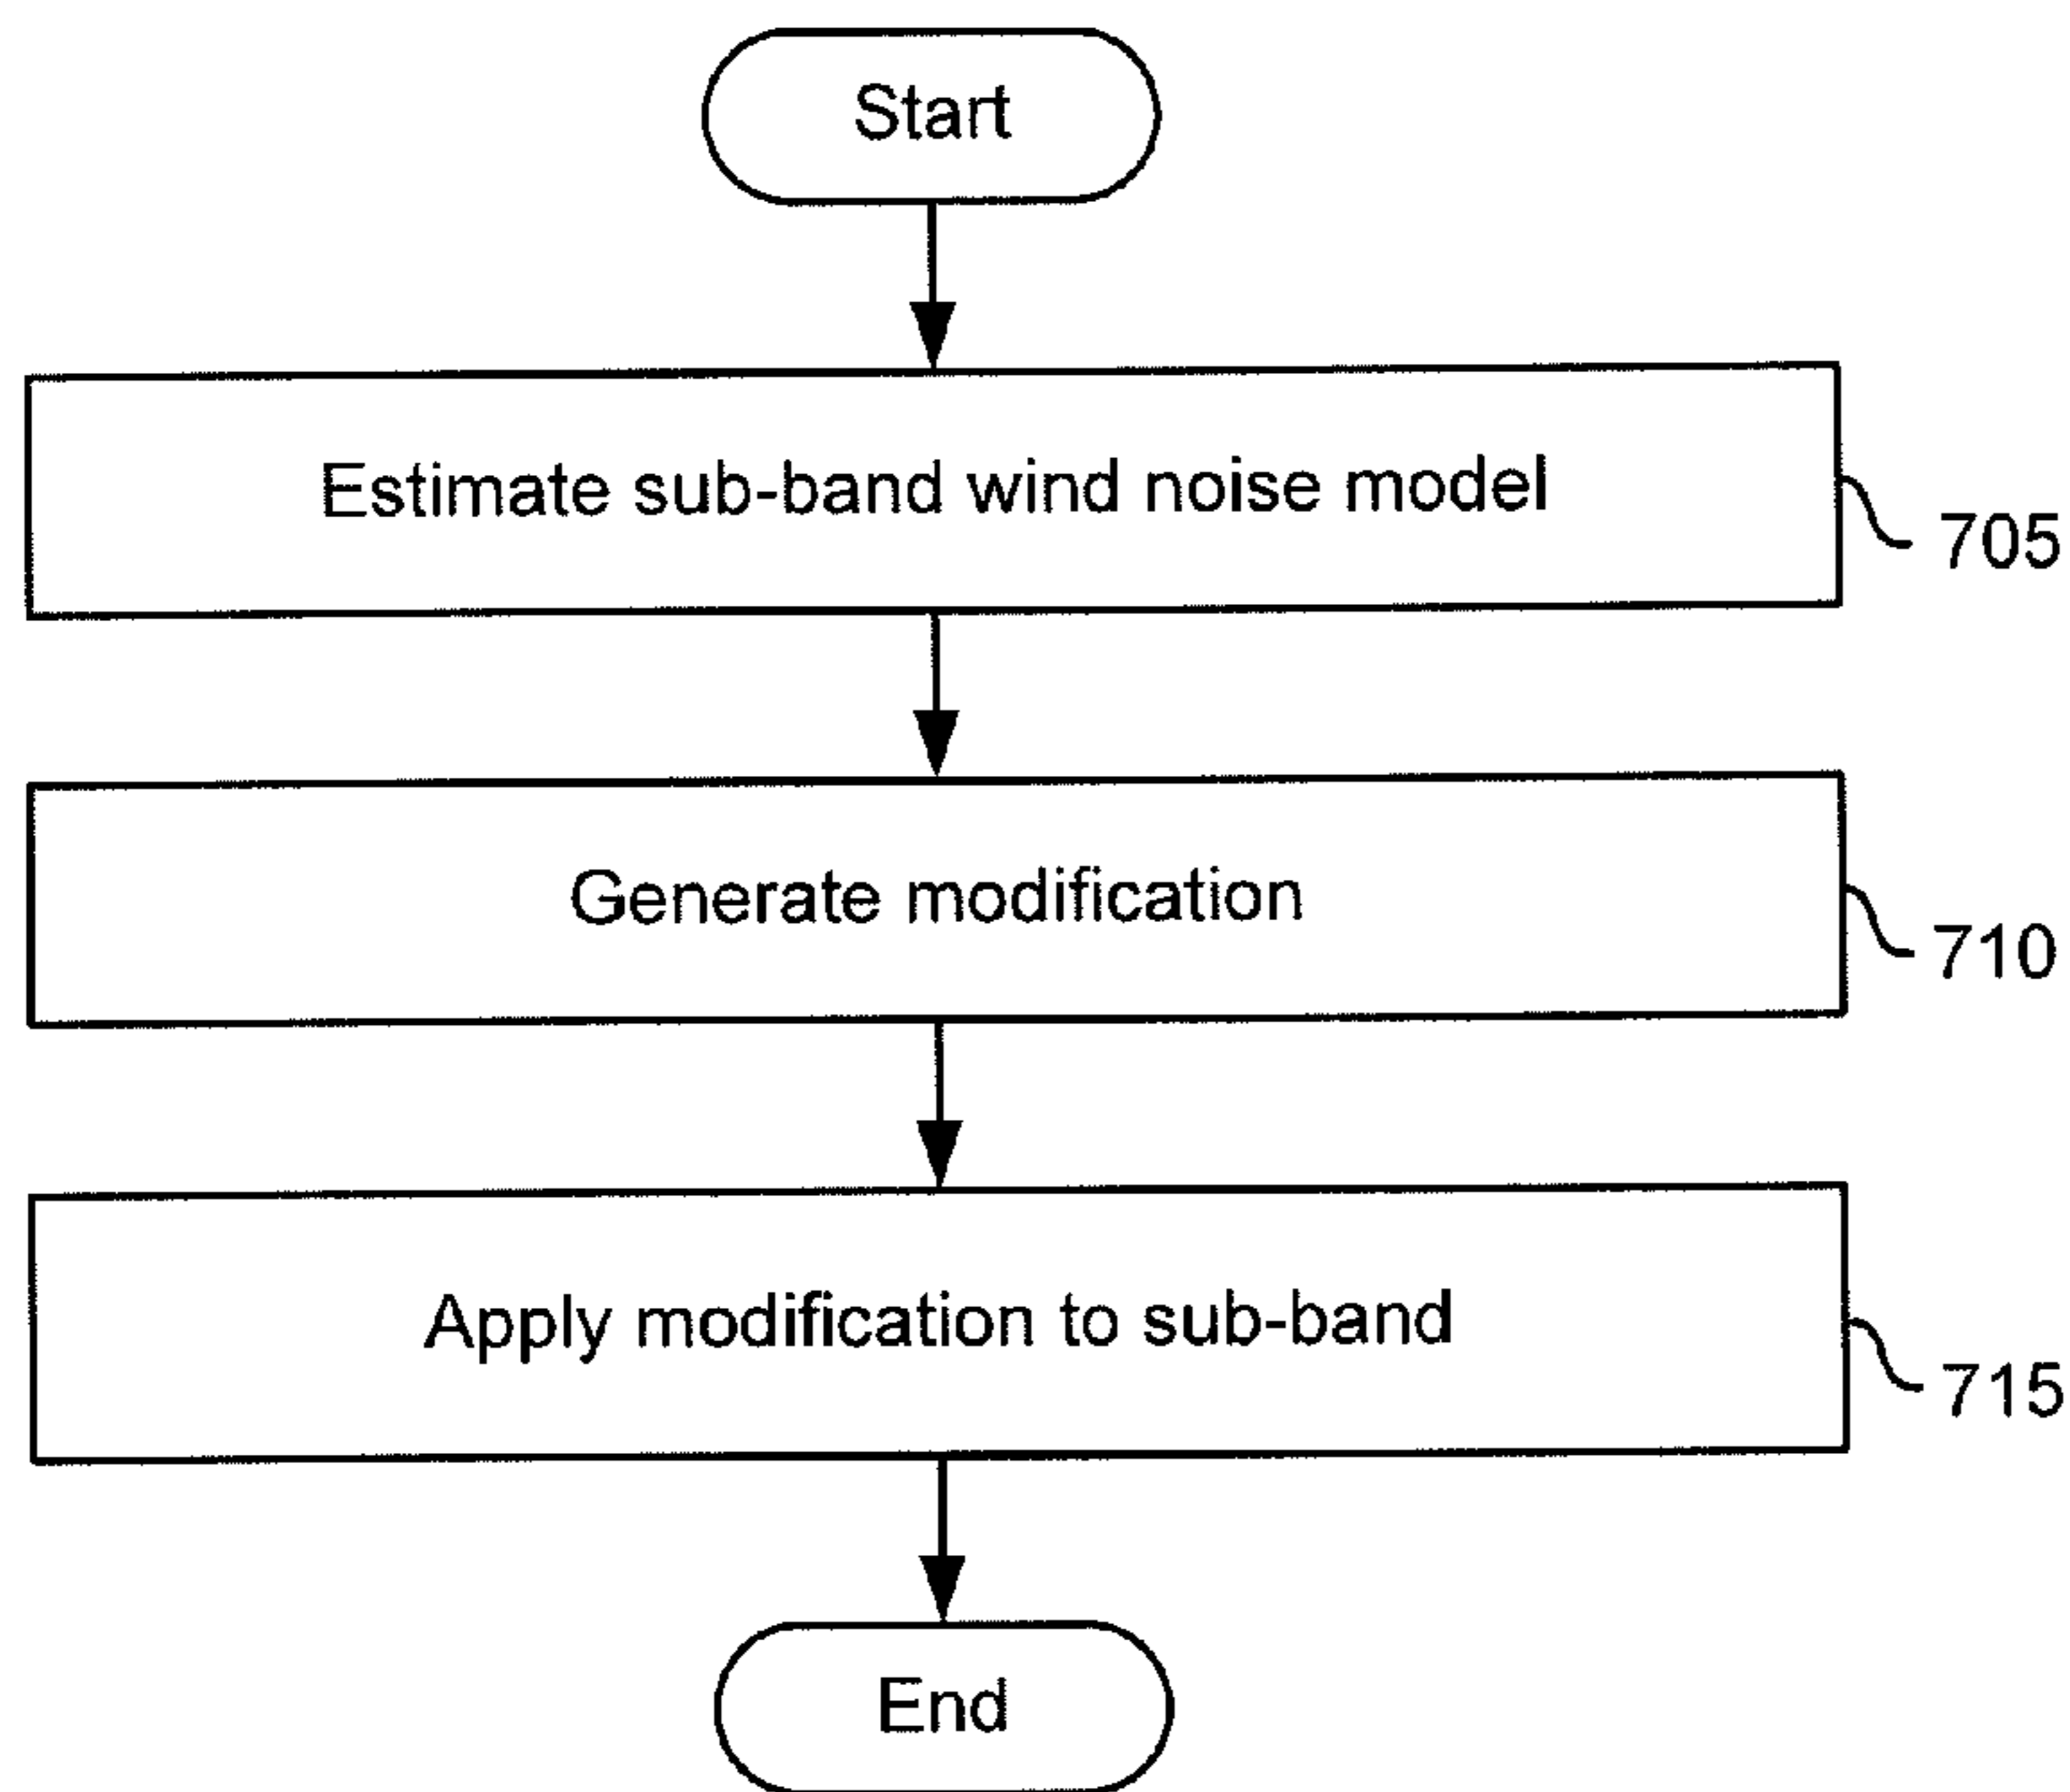 Start
Estimate sub-band wind noise model
705
Generate modification
710
Apply modification to sub-band
715
End